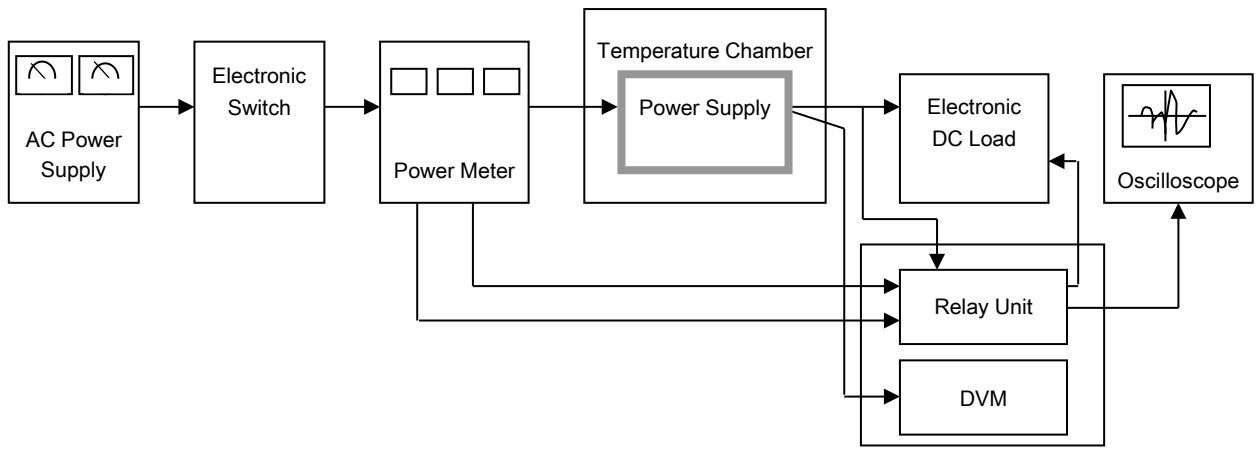 AC Power
Supply
Electronic
Switch
Power Meter
Temperature Chamber
Power Supply
Electronic
DC Load
Oscilloscope
Relay Unit
DVM